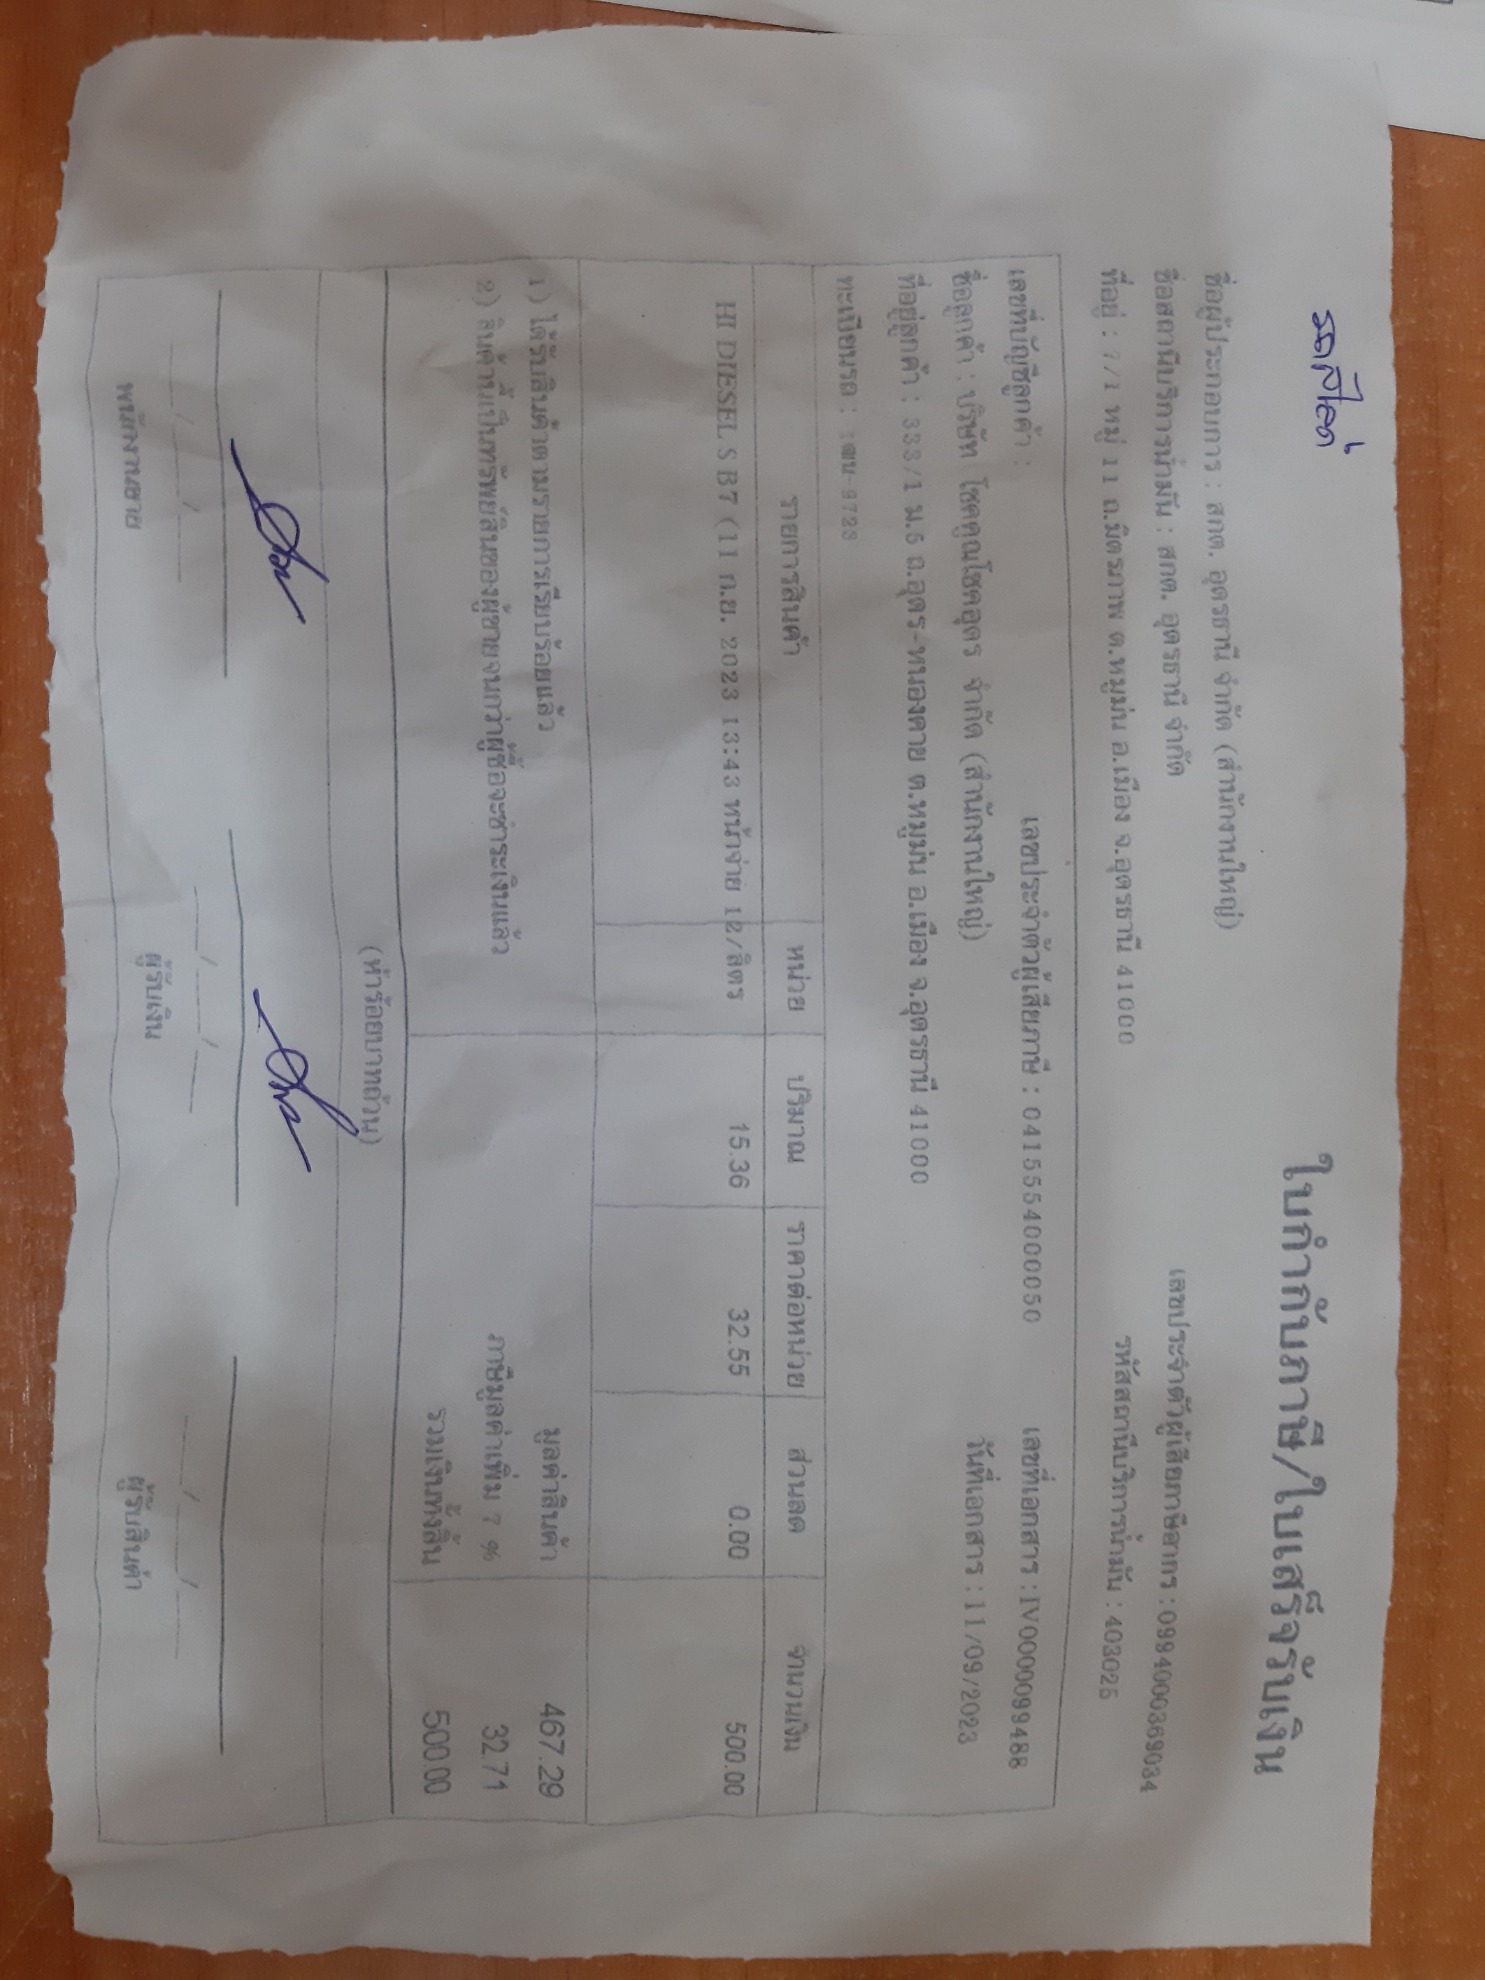 รถสไลด์
ใบกำกับภาษี/ใบเสร็จรับเงิน
ชื่อผู้ประกอบการ : สกต. อุดรธานี จำกัด (สำนักงานใหญ่)
เลขประจำตัวผู้เสียภาษีอากร : 0994000369034
ชื่อสถานีบริการน้ำมัน : สกต. อุดรธานี จำกัด
รหัสสถานีบริการน้ำมัน : 403025
ที่อยู่ : 7/1 หมู่ 11 ถ.มิตรภาพ ต.หมูม่น อ.เมือง จ.อุดรธานี 41000
เลขที่บัญชีลูกค้า : เลขประจำตัวผู้เสียภาษี : 0415554000050 เลขที่เอกสาร : IV0000099488
ชื่อลูกค้า : บริษัท โชคคูณโชคอุดร จำกัด (สำนักงานใหญ่) วันที่เอกสาร : 11/09/2023
ที่อยู่ลูกค้า : 333/1 ม.6 ถ.อุดร-หนองคาย ต.หมูม่น อ.เมือง จ.อุดรธานี 41000
ทะเบียนรถ : -9723
รายการสินค้า หน่วย ปริมาณ ราคาต่อหน่วย ส่วนลด จำนวนเงิน
HI DIESEL S B7 (11 ก.ย. 2023 13:43 หน้าจ่าย 12/ลิตร 15.36 32.55 0.00 500.00
1) ได้รับสินค้าตามรายการเรียบร้อยแล้ว มูลค่าสินค้า 467.29
2) สินค้านี้เป็นทรัพย์สินของผู้ขายจนกว่าผู้ซื้อจะชำระเงินแล้ว ภาษีมูลค่าเพิ่ม 7 % 32.71
รวมเงินทั้งสิ้น 500.00
(ห้าร้อยบาทถ้วน)
___/___/___ ___/___/___ ___/___/___
พนักงานขาย ผู้รับเงิน ผู้รับสินค้า